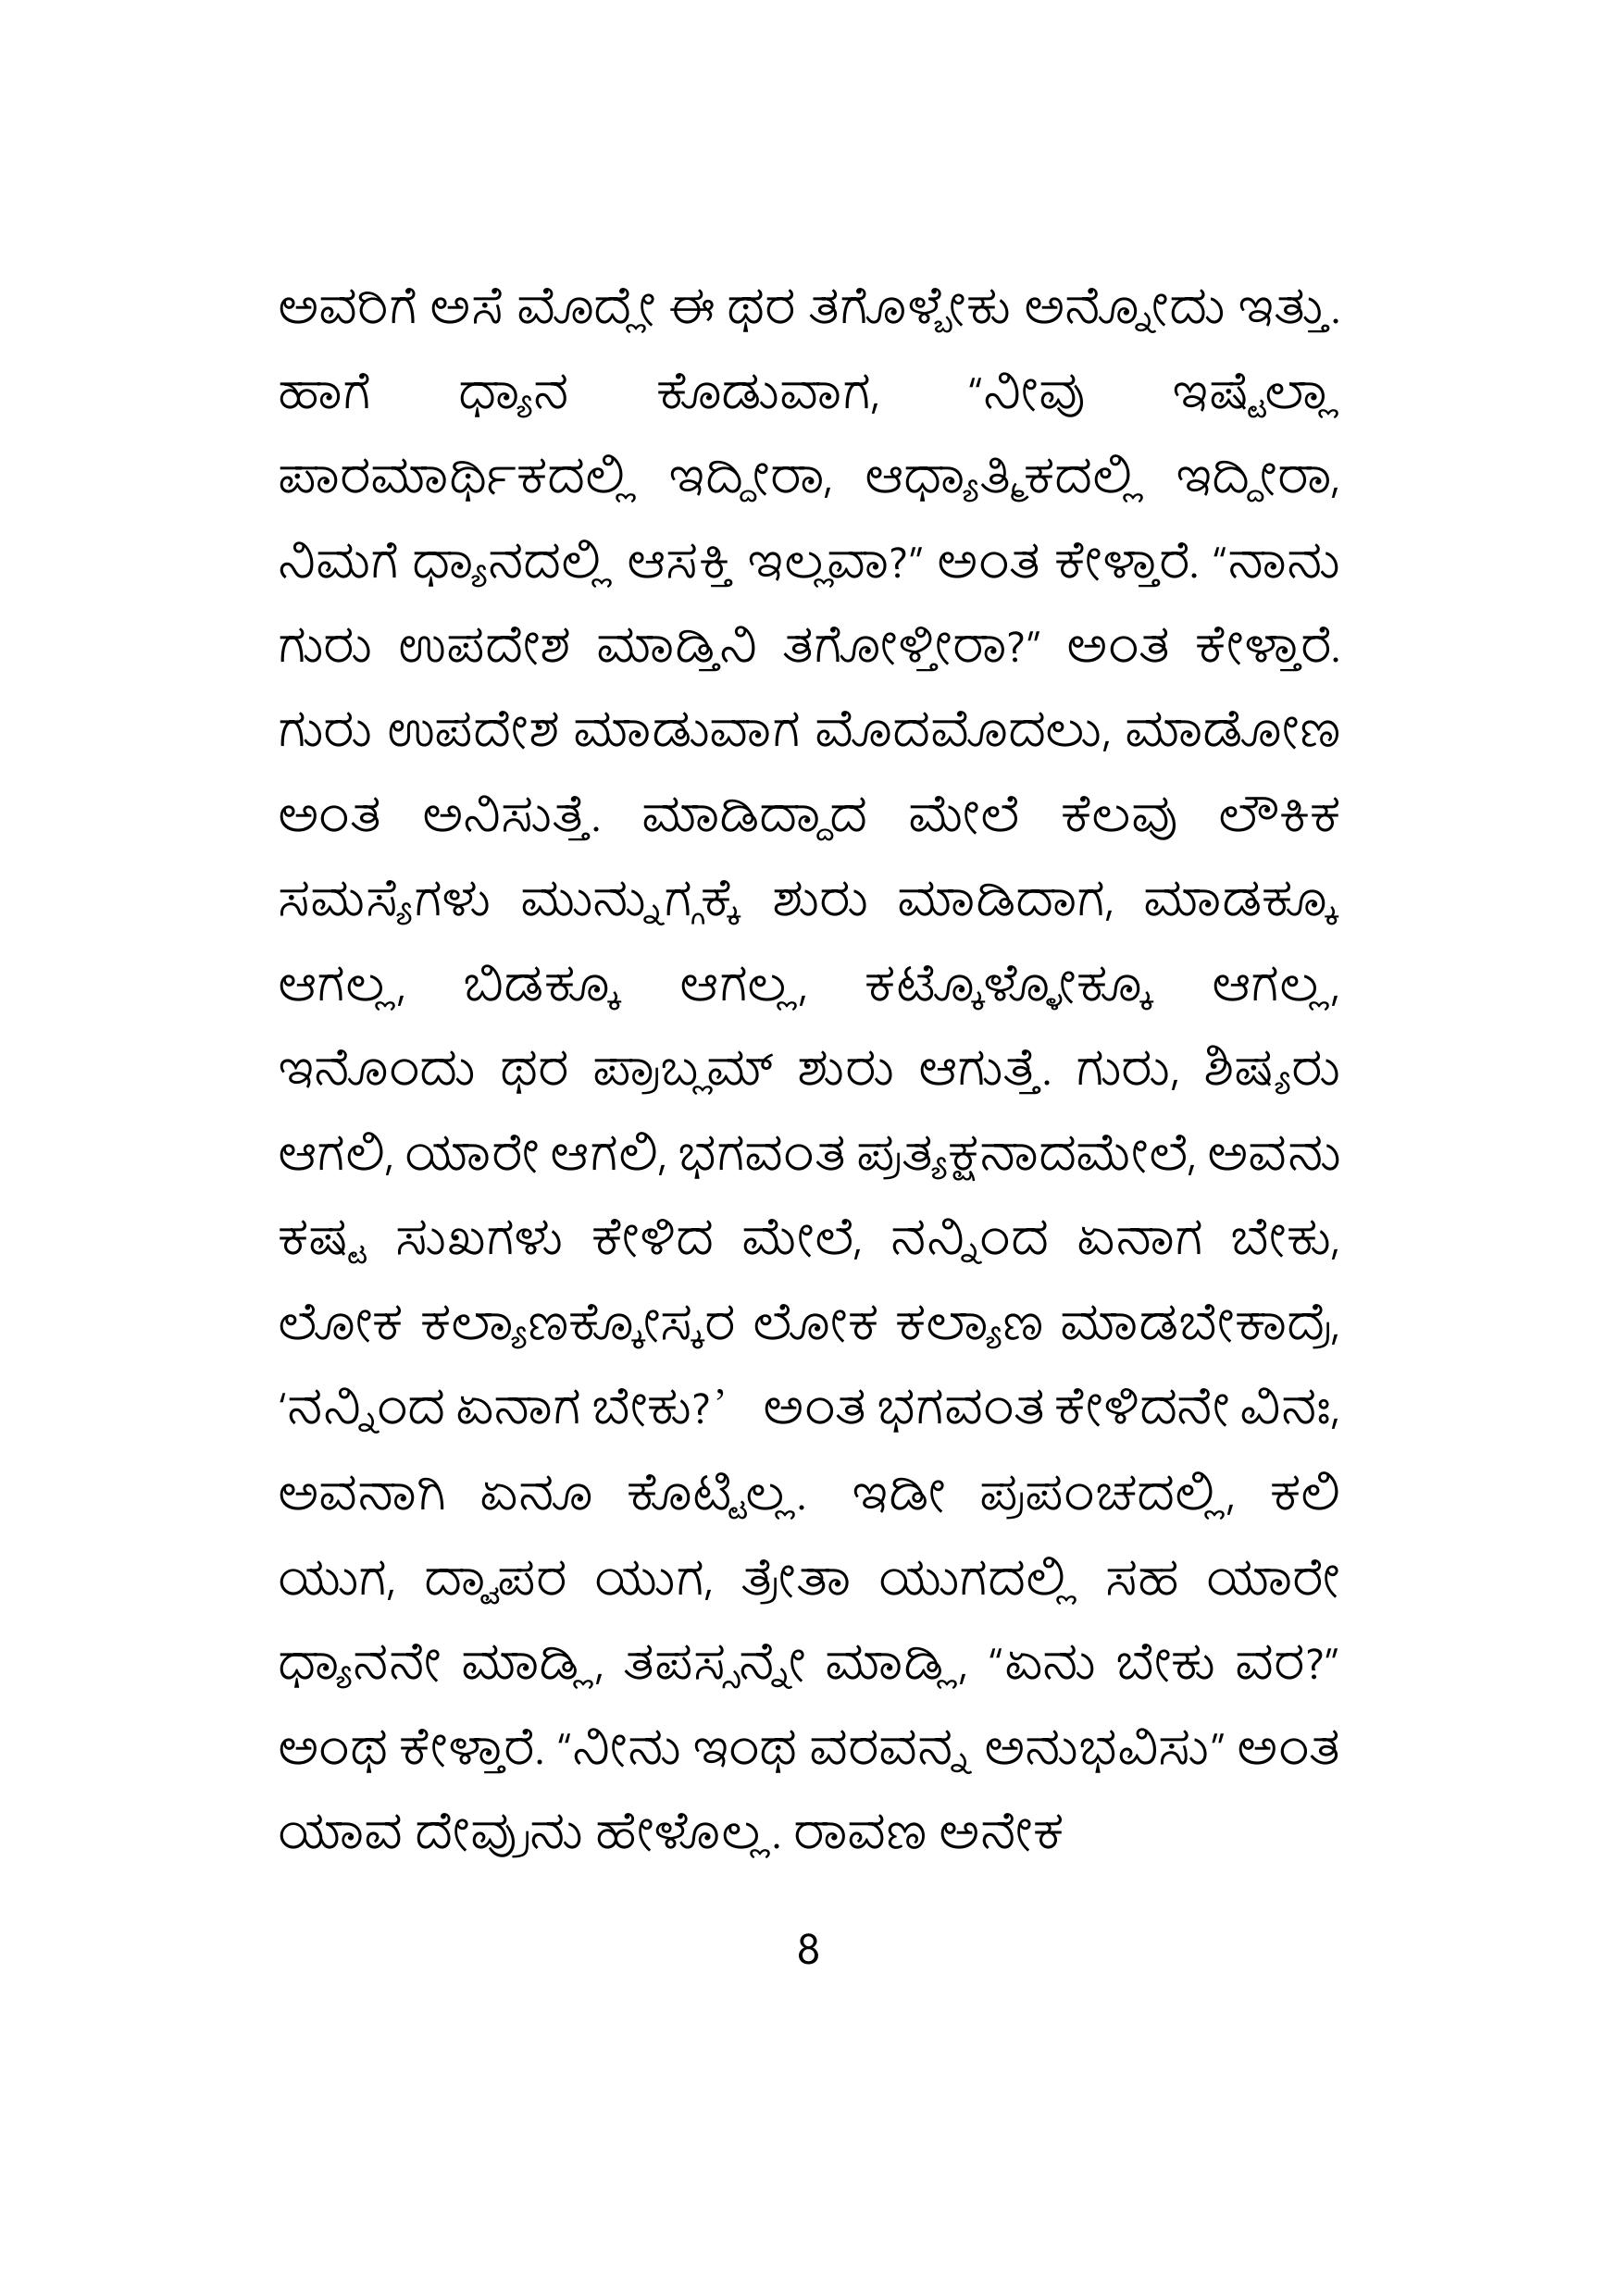 ಅವರಿಗೆ ಅಸೆ ಮೊದ್ಲೇ ಈ ಥರ ತಗೊಳ್ಬೇಕು ಅನ್ನೋದು ಇತ್ತು.
ಹಾಗೆ ಧ್ಯಾನ ಕೊಡುವಾಗ, “ನೀವು ಇಷ್ಟೆಲ್ಲಾ
ಪಾರಮಾರ್ಥಿಕದಲ್ಲಿ ಇದ್ದೀರಾ, ಆಧ್ಯಾತ್ಮಿಕದಲ್ಲಿ ಇದ್ದೀರಾ,
ನಿಮಗೆ ಧ್ಯಾನದಲ್ಲಿ ಆಸಕ್ತಿ ಇಲ್ಲವಾ?” ಅಂತ ಕೇಳ್ತಾರೆ. “ನಾನು
ಗುರು ಉಪದೇಶ ಮಾಡ್ತಿನಿ ತಗೋಳ್ತೀರಾ?” ಅಂತ ಕೇಳ್ತಾರೆ.
ಗುರು ಉಪದೇಶ ಮಾಡುವಾಗ ಮೊದಮೊದಲು, ಮಾಡೋಣ
ಅಂತ ಅನಿಸುತ್ತೆ. ಮಾಡಿದ್ದಾದ ಮೇಲೆ ಕೆಲವು ಲೌಕಿಕ
ಸಮಸ್ಯೆಗಳು ಮುನ್ನುಗ್ಗಕ್ಕೆ ಶುರು ಮಾಡಿದಾಗ, ಮಾಡಕ್ಕೂ
ಆಗಲ್ಲ, ಬಿಡಕ್ಕೂ ಆಗಲ್ಲ, ಕಟ್ಕೊಳ್ಳೋಕ್ಕೂ ಆಗಲ್ಲ,
ಇನೊಂದು ಥರ ಪ್ರಾಬ್ಲಮ್ ಶುರು ಆಗುತ್ತೆ. ಗುರು, ಶಿಷ್ಯರು
ಆಗಲಿ, ಯಾರೇ ಆಗಲಿ, ಭಗವಂತ ಪ್ರತ್ಯಕ್ಷನಾದಮೇಲೆ, ಅವನು
ಕಷ್ಟ ಸುಖಗಳು ಕೇಳಿದ ಮೇಲೆ, ನನ್ನಿಂದ ಏನಾಗ ಬೇಕು,
ಲೋಕ ಕಲ್ಯಾಣಕ್ಕೋಸ್ಕರ ಲೋಕ ಕಲ್ಯಾಣ ಮಾಡಬೇಕಾದ್ರೆ,
‘ನನ್ನಿಂದ ಏನಾಗ ಬೇಕು?’ ಅಂತ ಭಗವಂತ ಕೇಳಿದನೇ ವಿನಃ,
ಅವನಾಗಿ ಏನೂ ಕೊಟ್ಟಿಲ್ಲ. ಇಡೀ ಪ್ರಪಂಚದಲ್ಲಿ, ಕಲಿ
ಯುಗ, ದ್ವಾಪರ ಯುಗ, ತ್ರೇತಾ ಯುಗದಲ್ಲಿ ಸಹ ಯಾರೇ
ಧ್ಯಾನನೇ ಮಾಡ್ಲಿ, ತಪಸ್ಸನ್ನೇ ಮಾಡ್ಲಿ, “ಏನು ಬೇಕು ವರ?”
ಅಂಥ ಕೇಳ್ತಾರೆ. “ನೀನು ಇಂಥ ವರವನ್ನ ಅನುಭವಿಸು” ಅಂತ
ಯಾವ ದೇವ್ರುನು ಹೇಳೊಲ್ಲ. ರಾವಣ ಅನೇಕ
8